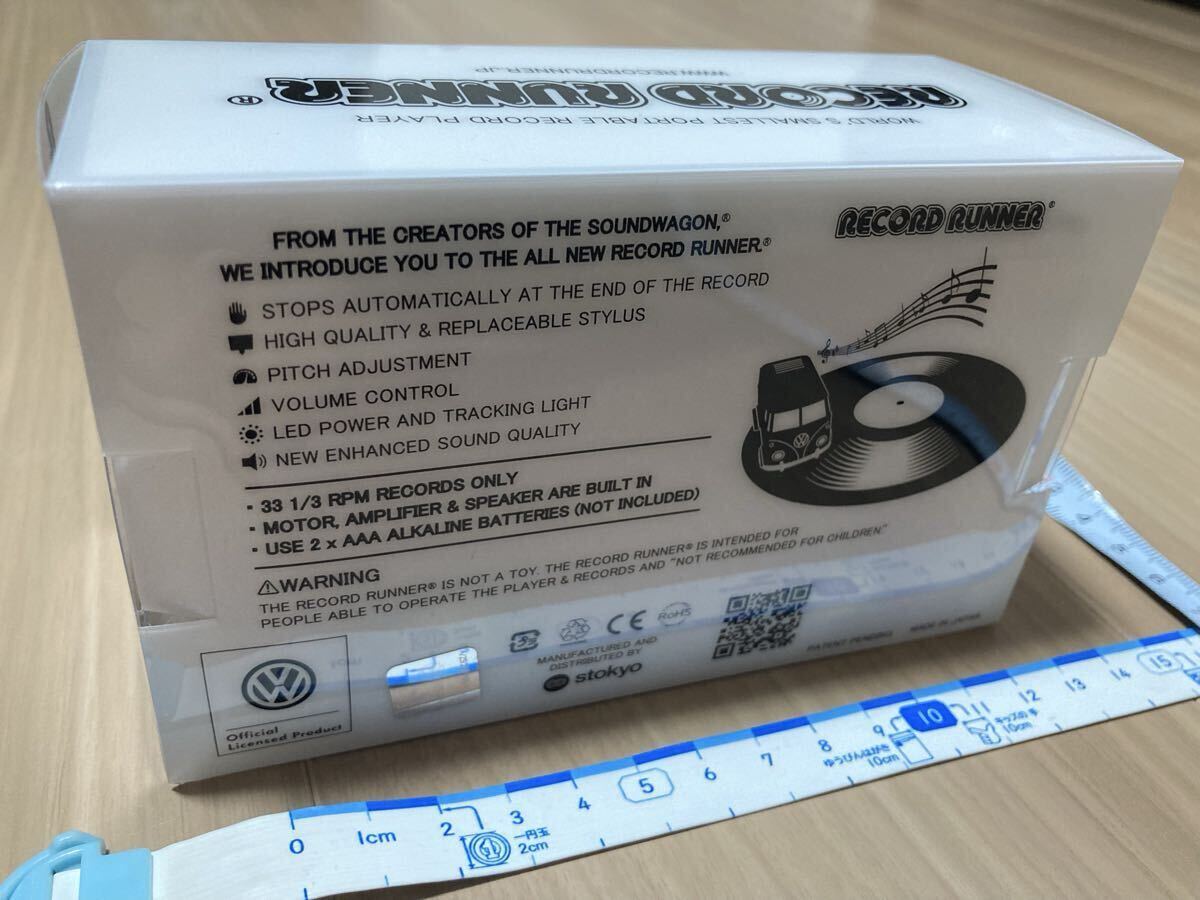 RECORD RUNNER®
WWW.RECORDRUNNER.JP
WORLD'S SMALLEST PORTABLE RECORD PLAYER
FROM THE CREATORS OF THE SOUNDWAGON,®
WE INTRODUCE YOU TO THE ALL NEW RECORD RUNNER.®
STOPS AUTOMATICALLY AT THE END OF THE RECORD
HIGH QUALITY & REPLACEABLE STYLUS
PITCH ADJUSTMENT
VOLUME CONTROL
LED POWER AND TRACKING LIGHT
NEW ENHANCED SOUND QUALITY
· 33 1/3 RPM RECORDS ONLY
· MOTOR, AMPLIFIER & SPEAKER ARE BUILT IN
· USE 2 x AAA ALKALINE BATTERIES (NOT INCLUDED)
⚠WARNING
THE RECORD RUNNER® IS NOT A TOY. THE RECORD RUNNER® IS INTENDED FOR
PEOPLE ABLE TO OPERATE THE PLAYER & RECORDS AND "NOT RECOMMENDED FOR CHILDREN."
RECORD RUNNER®
VW
Official
Licensed Product
CE
RoHS
MANUFACTURED AND
DISTRIBUTED BY
stokyo
PATENT PENDING
MADE IN JAPAN
0 1cm 2 3 4 5 6 7 8 9 10 11 12 13 14 15
一円玉
2cm
ゆうびんはがき
10cm
キッズの手
10cm